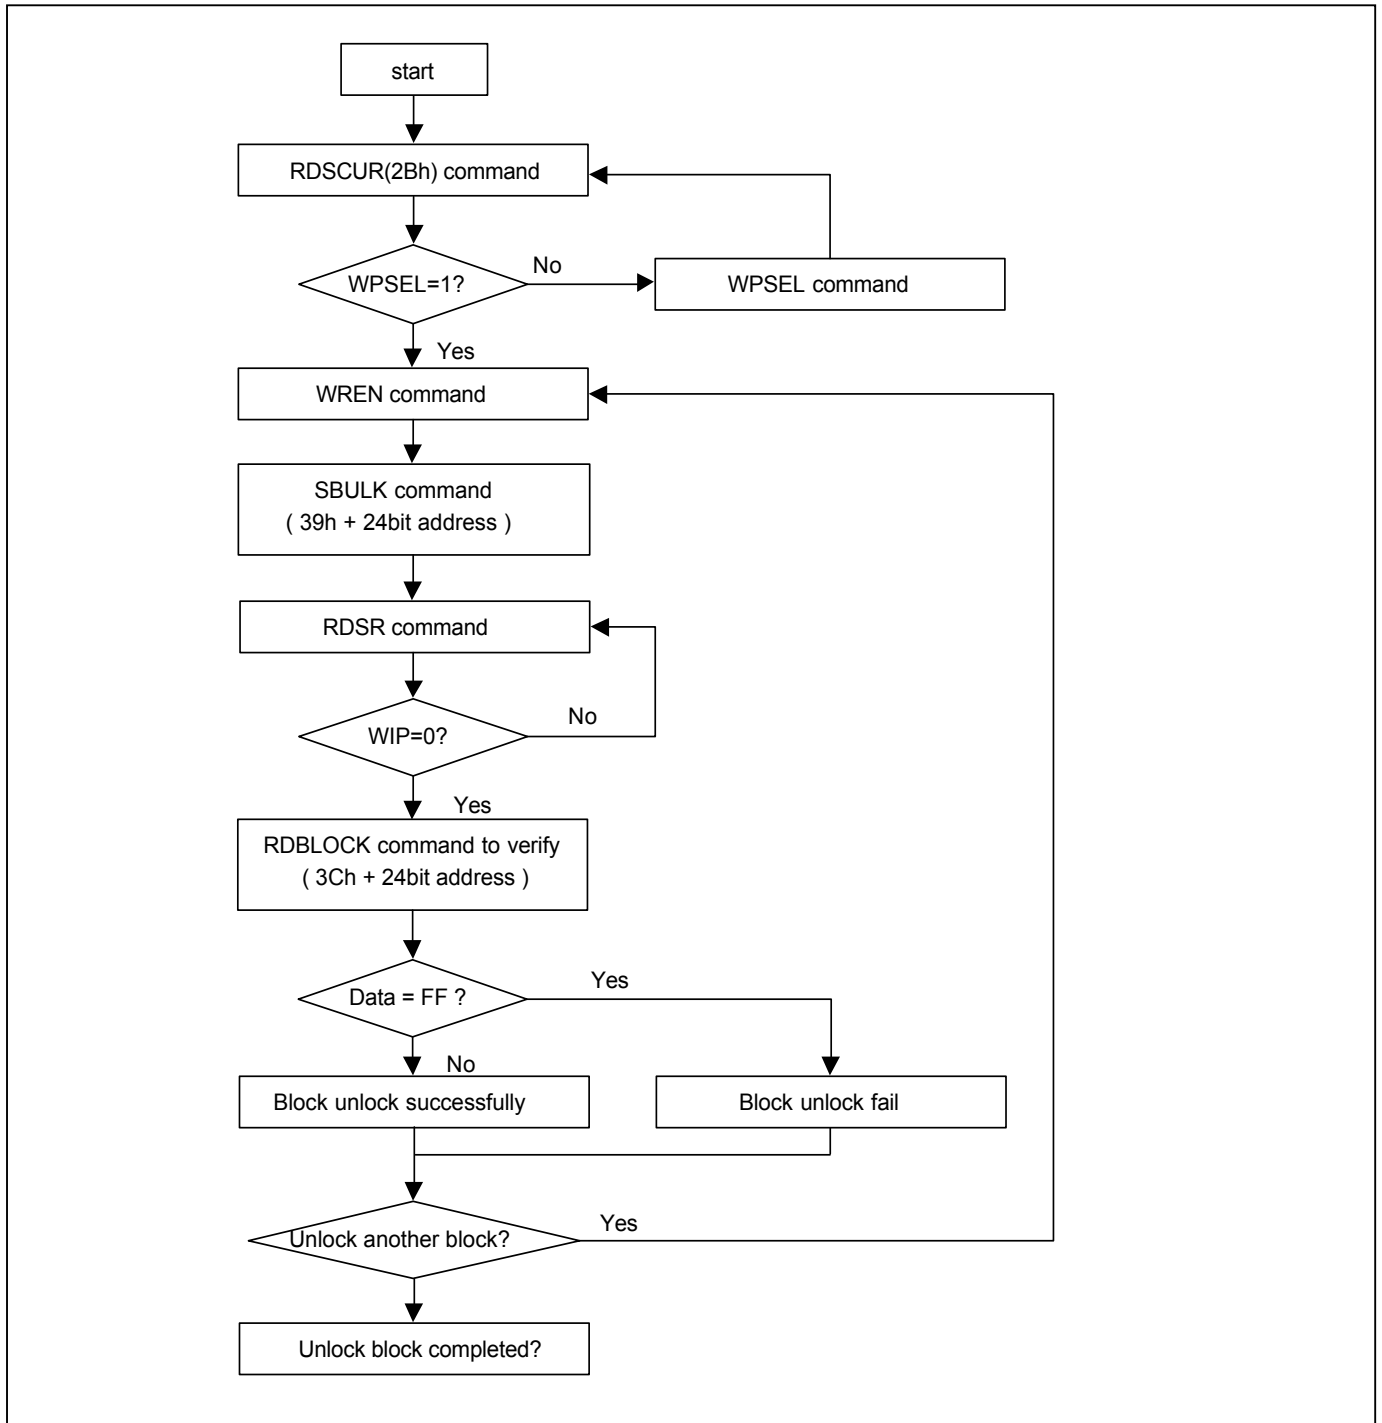 start
RDSCUR(2Bh) command
WPSEL=1?
No
WPSEL command
Yes
WREN command
SBULK command
( 39h + 24bit address )
RDSR command
No
WIP=0?
Yes
RDBLOCK command to verify
( 3Ch + 24bit address )
Yes
Data = FF ?
No
Block unlock successfully
Block unlock fail
Yes
Unlock another block?
Unlock block completed?